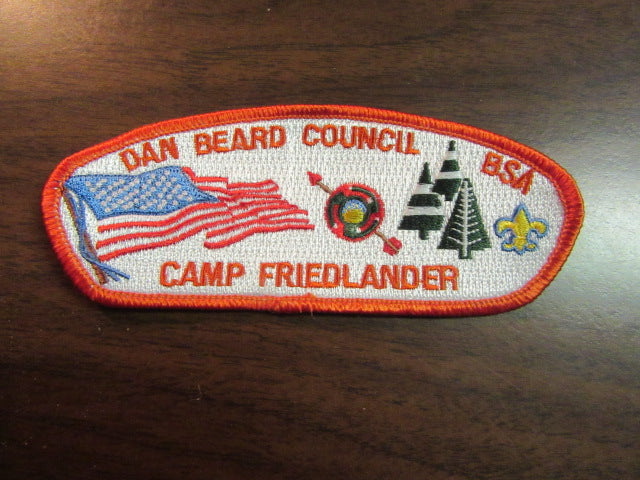 DAN BEARD COUNCIL BSA
CAMP FRIEDLANDER